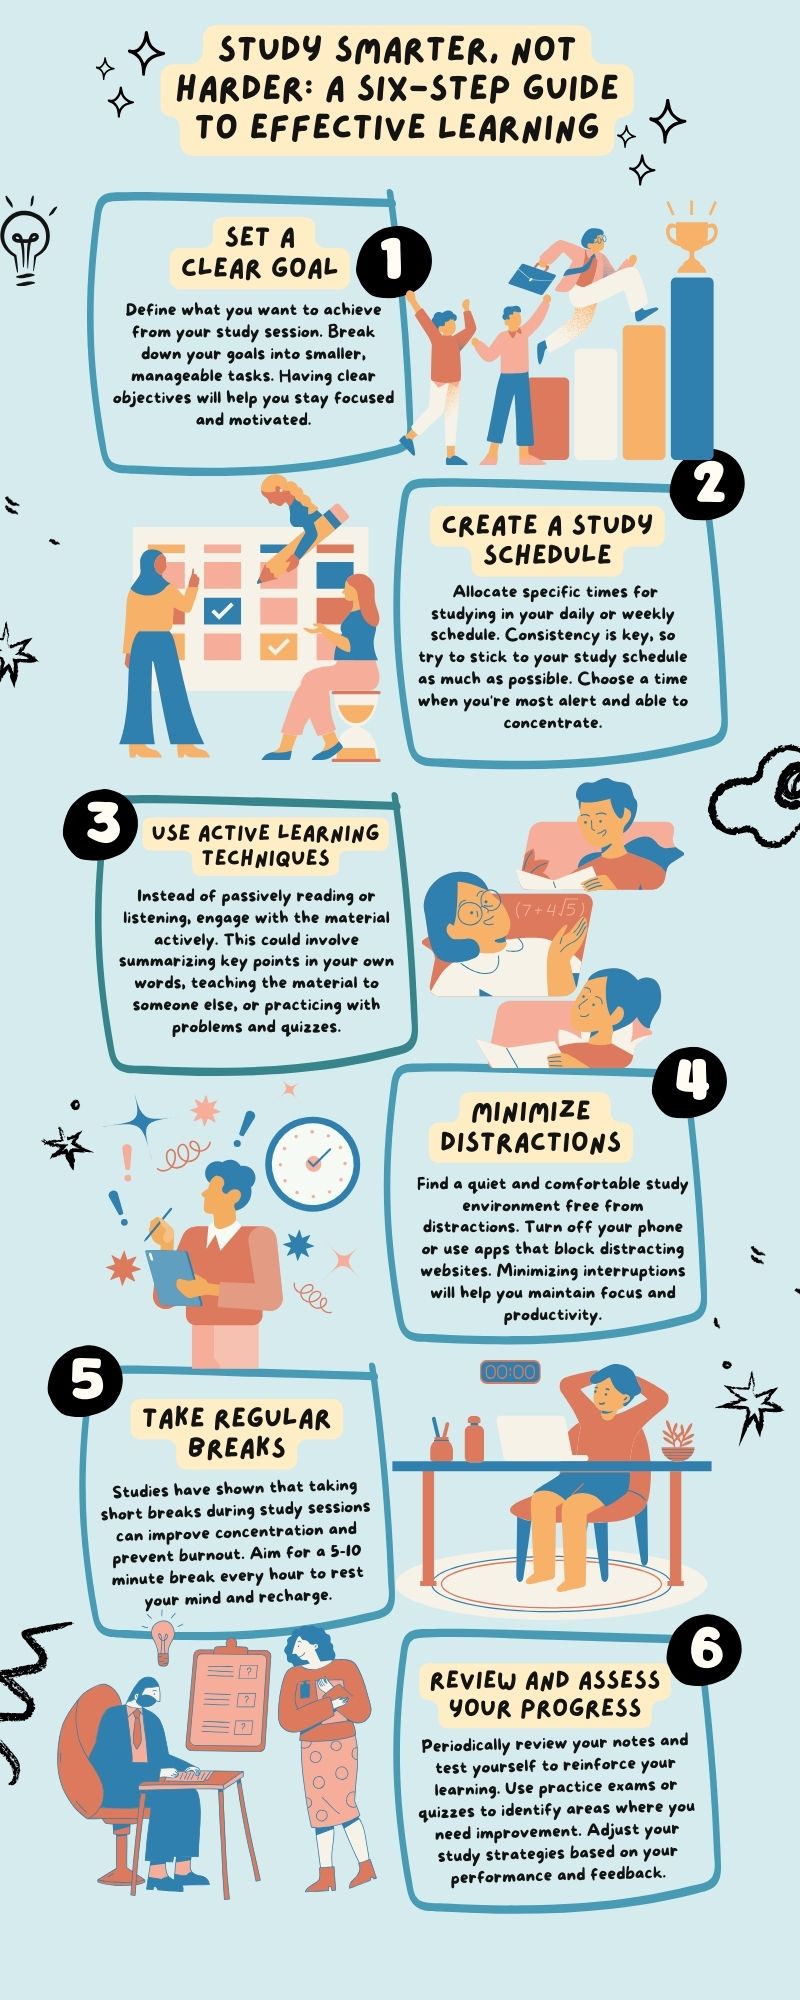 STUDY SMARTER, NOT
HARDER: A SIX-STEP GUIDE
TO EFFECTIVE LEARNING
SET A
CLEAR GOAL
1
Define what you want to achieve
from your study session. Break
down your goals into smaller,
manageable tasks. Having clear
objectives will help you stay focused
and motivated.
2
CREATE A STUDY
SCHEDULE
Allocate specific times for
studying in your daily or weekly
schedule. Consistency is key, so
try to stick to your study schedule
as much as possible. Choose a time
when you're most alert and able to
concentrate.
3
USE ACTIVE LEARNING
TECHNIQUES
Instead of passively reading or
listening, engage with the material
actively. This could involve
summarizing key points in your own
words, teaching the material to
someone else, or practicing with
problems and quizzes.
(7+4√5)
4
MINIMIZE
DISTRACTIONS
Find a quiet and comfortable study
environment free from
distractions. Turn off your phone
or use apps that block distracting
websites. Minimizing interruptions
will help you maintain focus and
productivity.
5
TAKE REGULAR
BREAKS
Studies have shown that taking
short breaks during study sessions
can improve concentration and
prevent burnout. Aim for a 5-10
minute break every hour to rest
your mind and recharge.
00:00
6
REVIEW AND ASSESS
YOUR PROGRESS
Periodically review your notes and
test yourself to reinforce your
learning. Use practice exams or
quizzes to identify areas where you
need improvement. Adjust your
study strategies based on your
performance and feedback.
?
?
?